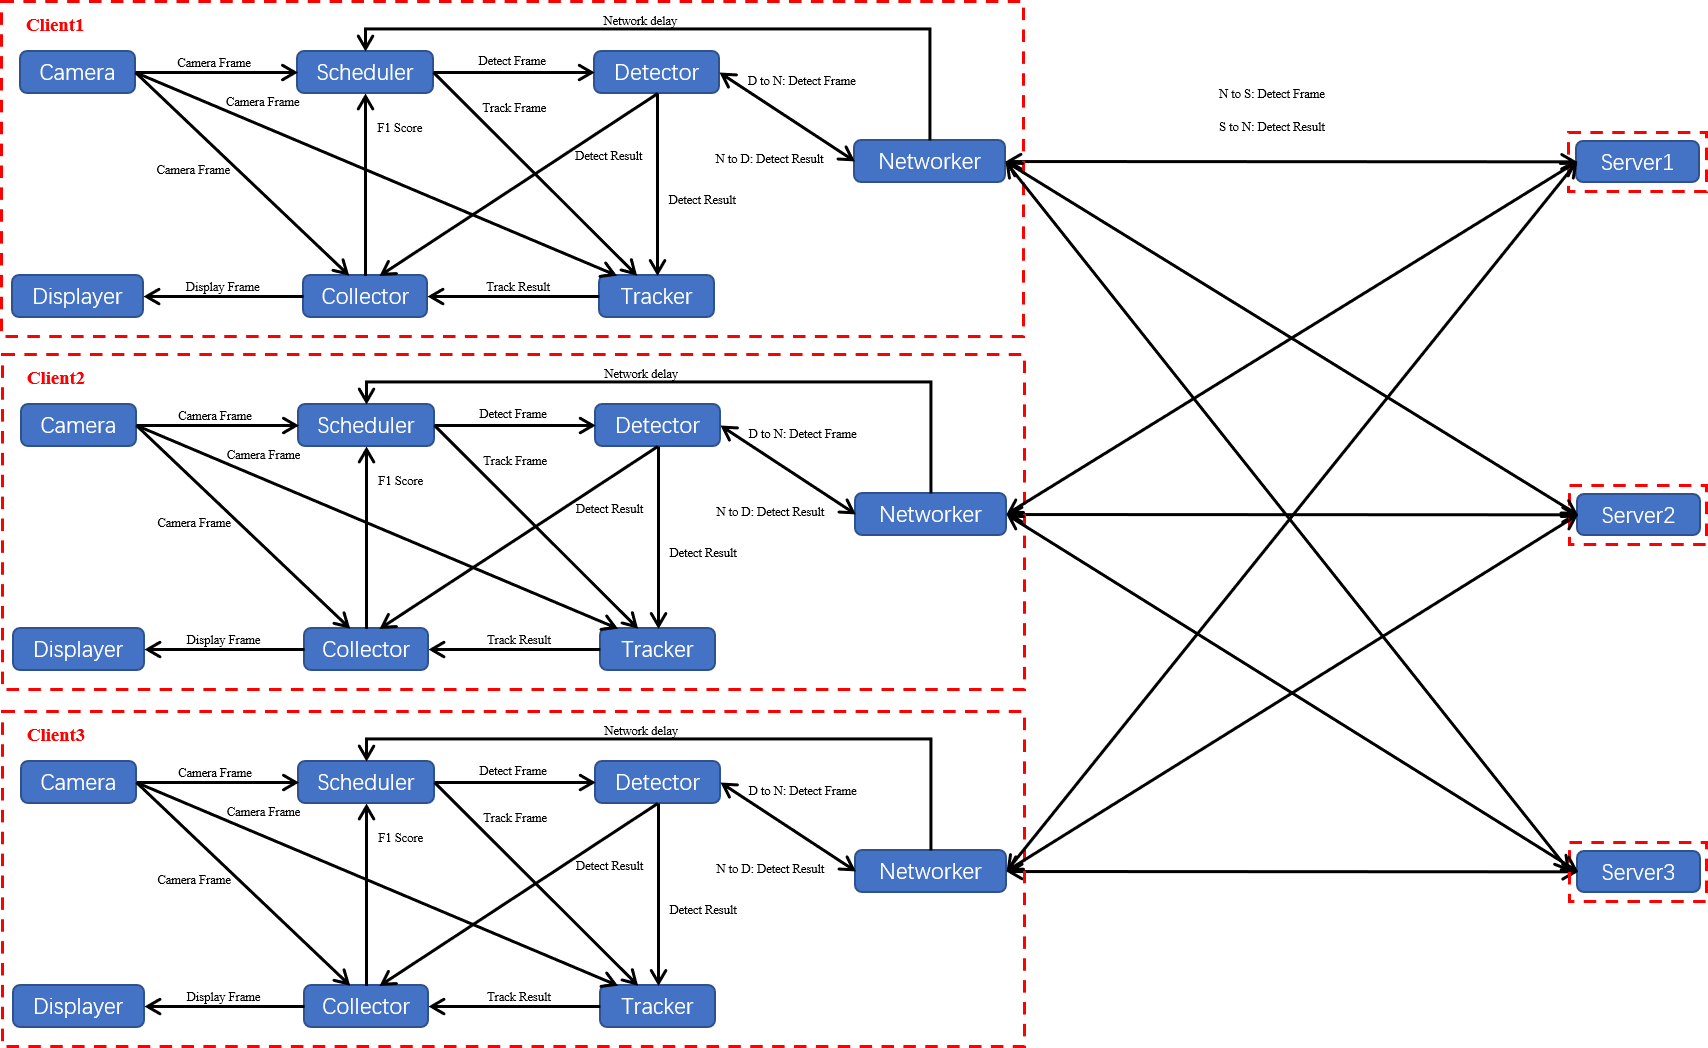 Client1
Network delay
Camera
Camera Frame
Scheduler
Detect Frame
Detector
D to N: Detect Frame
Camera Frame
Track Frame
F1 Score
N to S: Detect Frame
S to N: Detect Result
Camera Frame
Detect Result
N to D: Detect Result
Networker
Server1
Detect Result
Displayer
Display Frame
Collector
Track Result
Tracker
Client2
Network delay
Camera
Camera Frame
Scheduler
Detect Frame
Detector
D to N: Detect Frame
Camera Frame
Track Frame
F1 Score
Camera Frame
Detect Result
N to D: Detect Result
Networker
Server2
Detect Result
Displayer
Display Frame
Collector
Track Result
Tracker
Client3
Network delay
Camera
Camera Frame
Scheduler
Detect Frame
Detector
D to N: Detect Frame
Camera Frame
Track Frame
F1 Score
Camera Frame
Detect Result
N to D: Detect Result
Networker
Server3
Detect Result
Displayer
Display Frame
Collector
Track Result
Tracker